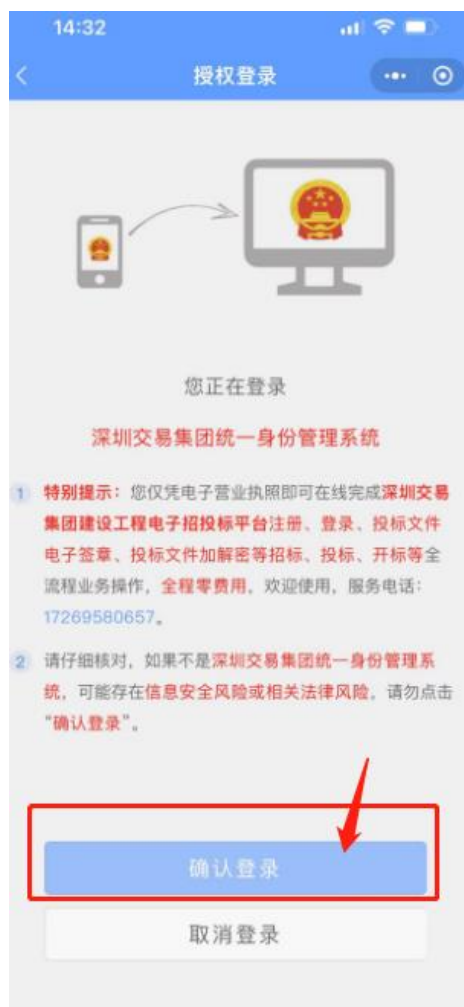 14:32
授权登录
您正在登录
深圳交易集团统一身份管理系统
1 特别提示：您仅凭电子营业执照即可在线完成深圳交易
集团建设工程电子招投标平台注册、登录、投标文件
电子签章、投标文件加解密等招标、投标、开标等全
流程业务操作，全程零费用，欢迎使用，服务电话：
17269580657。
2 请仔细核对，如果不是深圳交易集团统一身份管理系
统，可能存在信息安全风险或相关法律风险，请勿点击
“确认登录”。
确认登录
取消登录